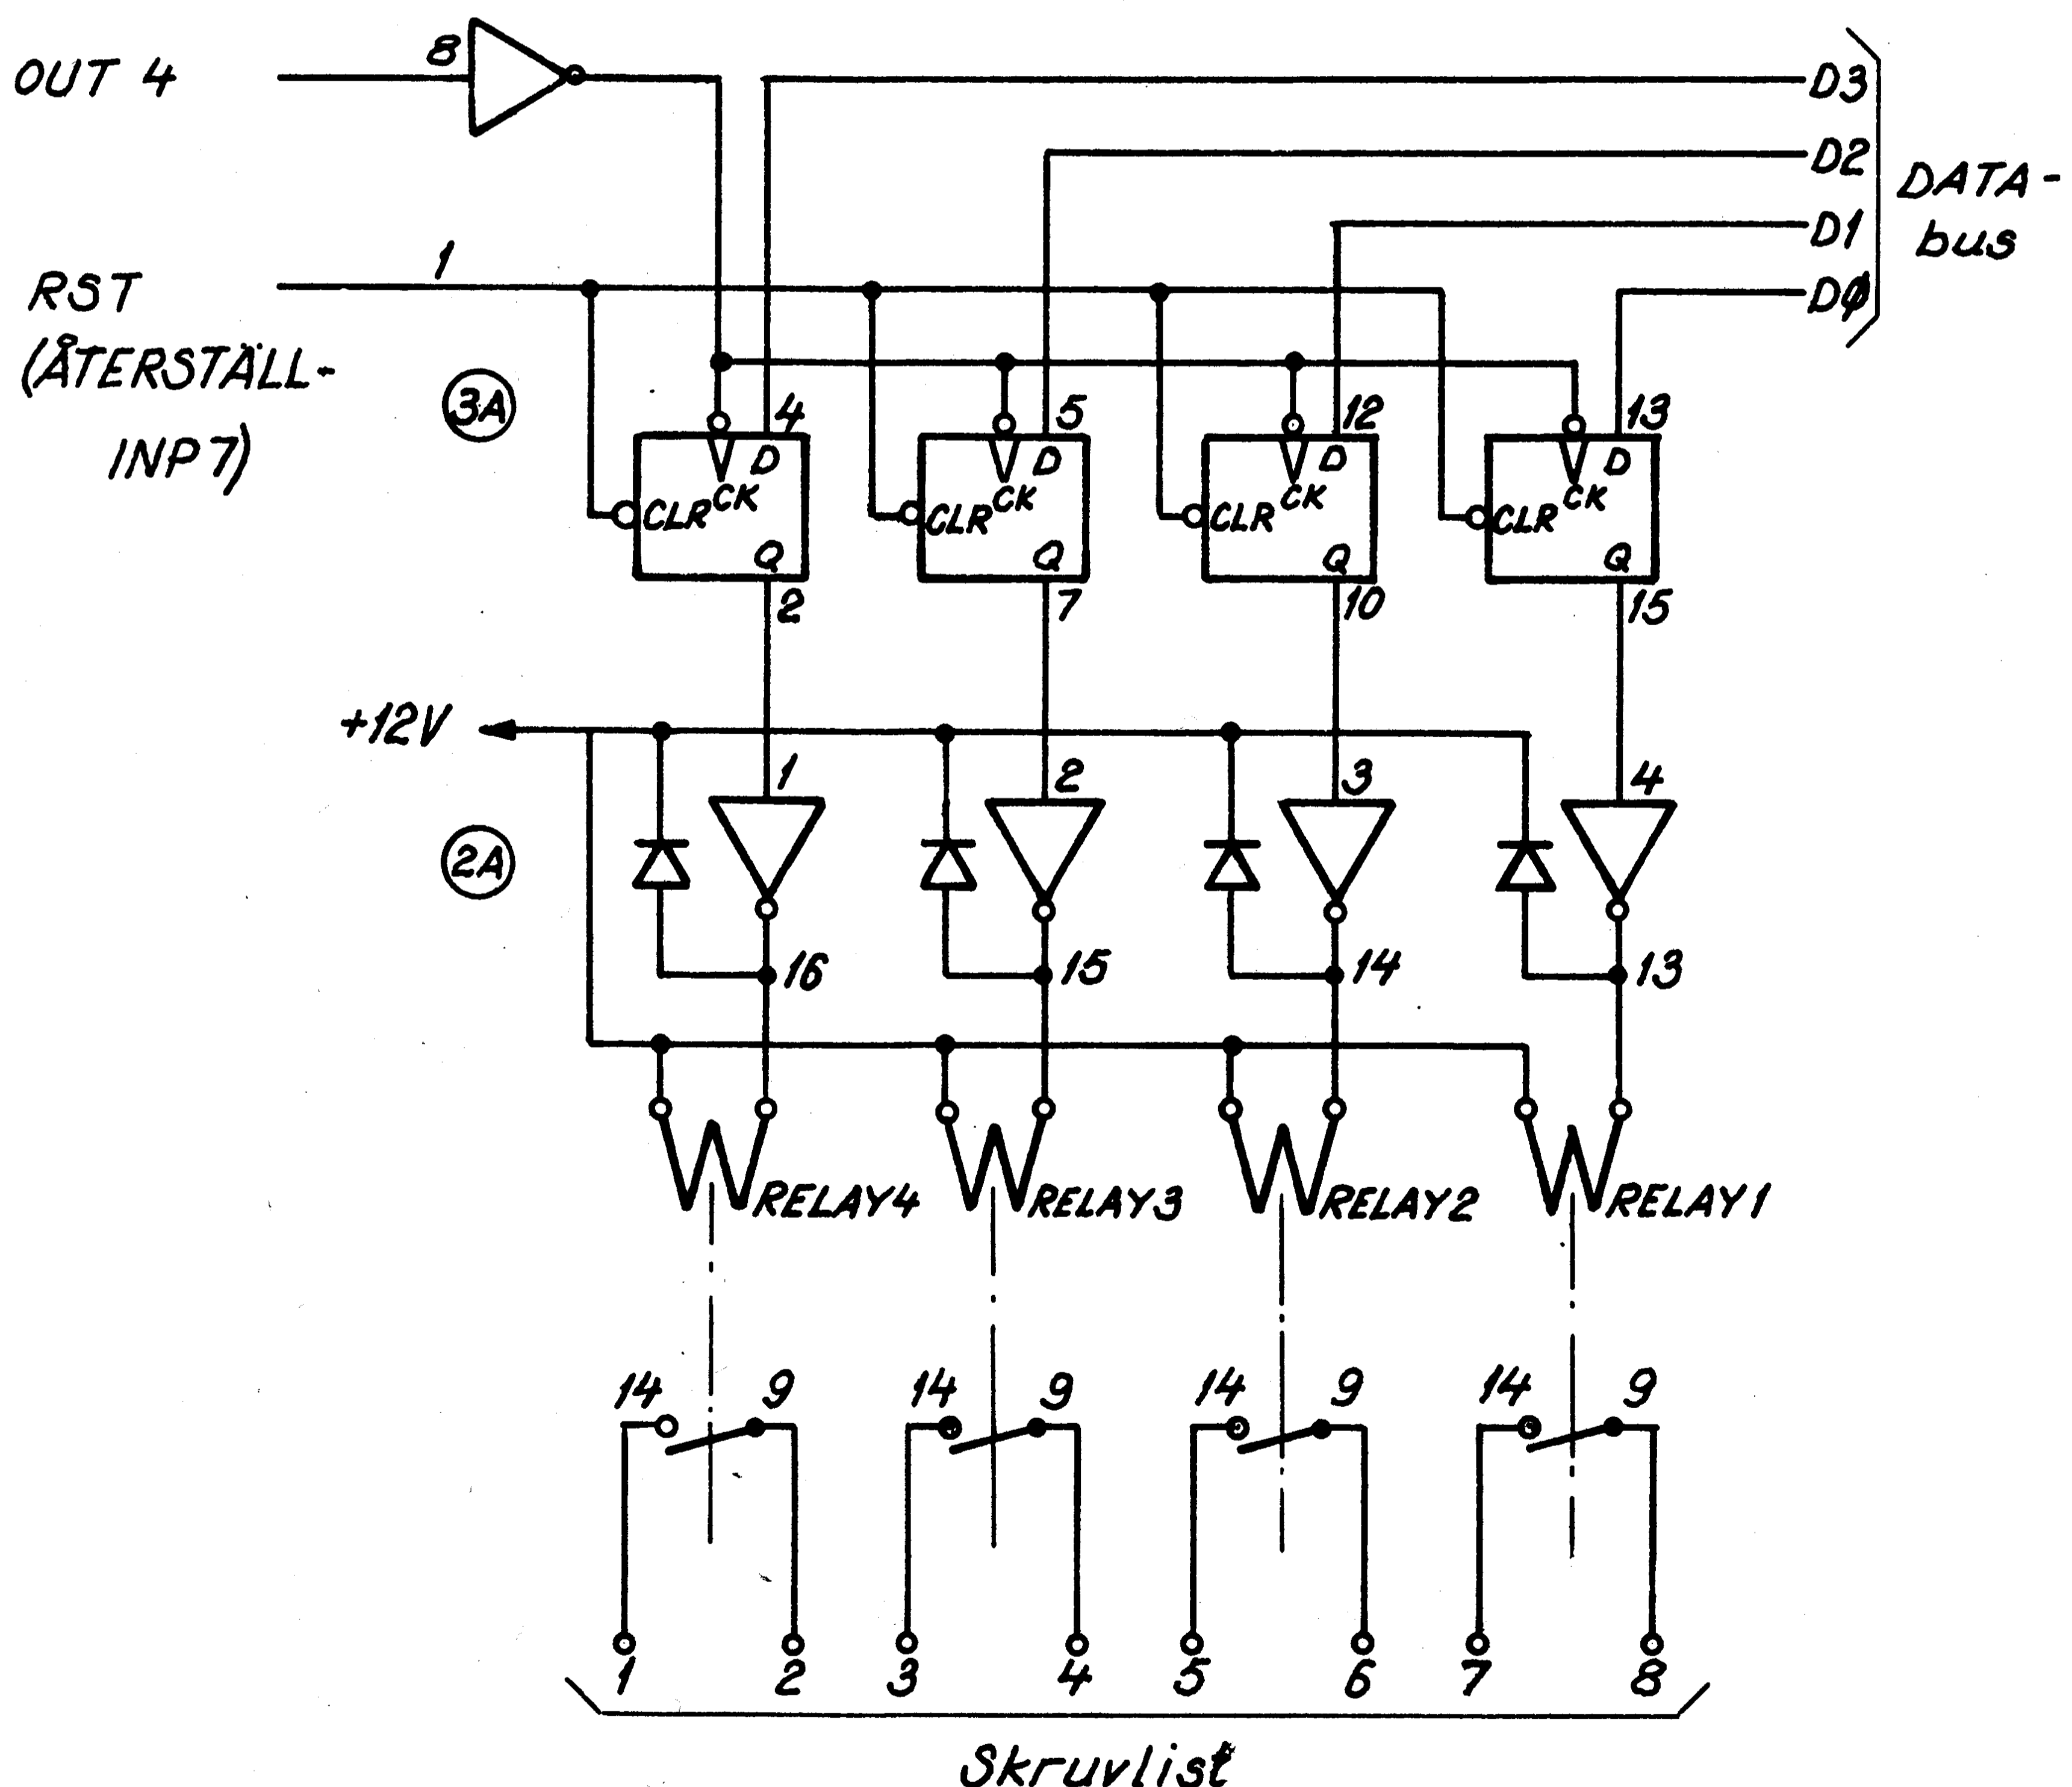 OUT 4
8
D3
D2
DATA-
D1
bus
RST
1
DØ
(ÅTERSTÄLL-
INP7)
3A
4
5
12
13
D
D
D
D
CK
CK
CK
CK
CLR
CLR
CLR
CLR
Q
Q
Q
Q
2
7
10
15
+12V
1
2
3
4
2A
16
15
14
13
RELAY4
RELAY3
RELAY2
RELAY1
14
9
14
9
14
9
14
9
1
2
3
4
5
6
7
8
Skruvlist